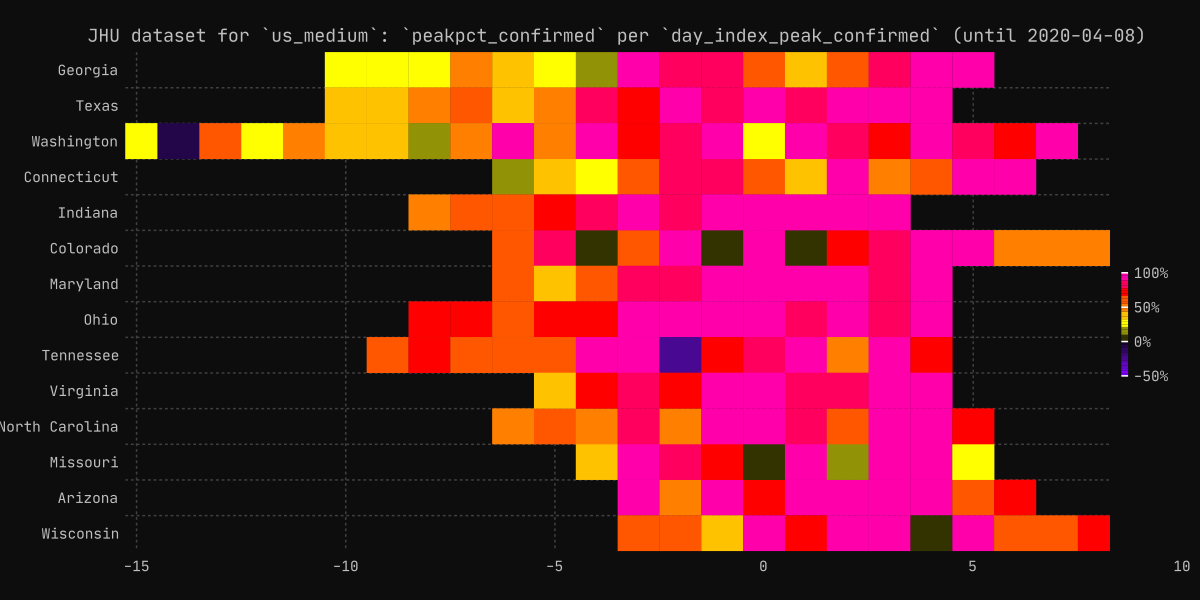 JHU dataset for `us_medium`: `peakpct_confirmed` per `day_index_peak_confirmed` (until 2020-04-08)
Georgia
Texas
Washington
Connecticut
Indiana
Colorado
Maryland
Ohio
Tennessee
Virginia
North Carolina
Missouri
Arizona
Wisconsin
-15
-10
-5
0
5
10
100%
50%
0%
-50%